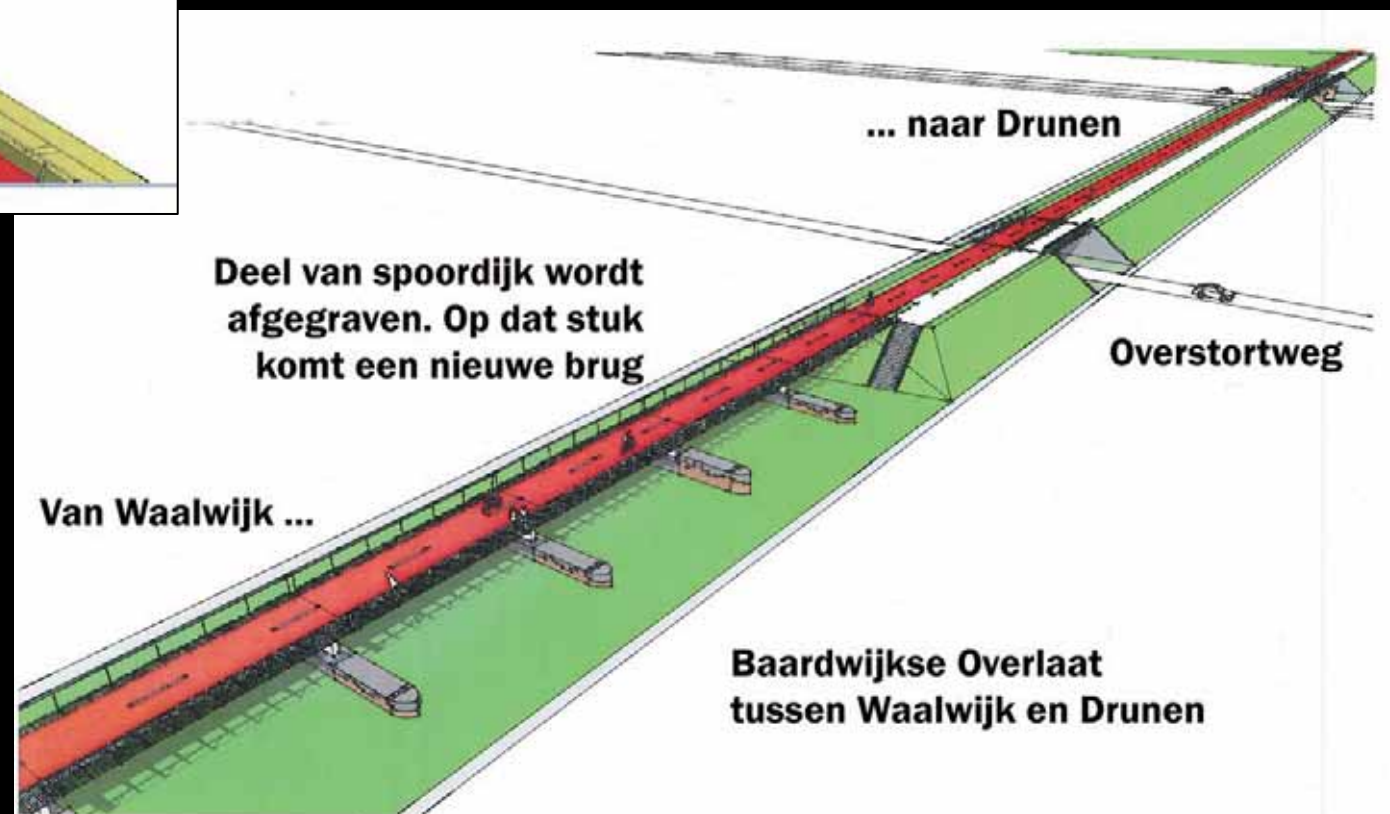 ... naar Drunen
Deel van spoordijk wordt
afgegraven. Op dat stuk
komt een nieuwe brug
Overstortweg
Van Waalwijk ...
Baardwijkse Overlaat
tussen Waalwijk en Drunen